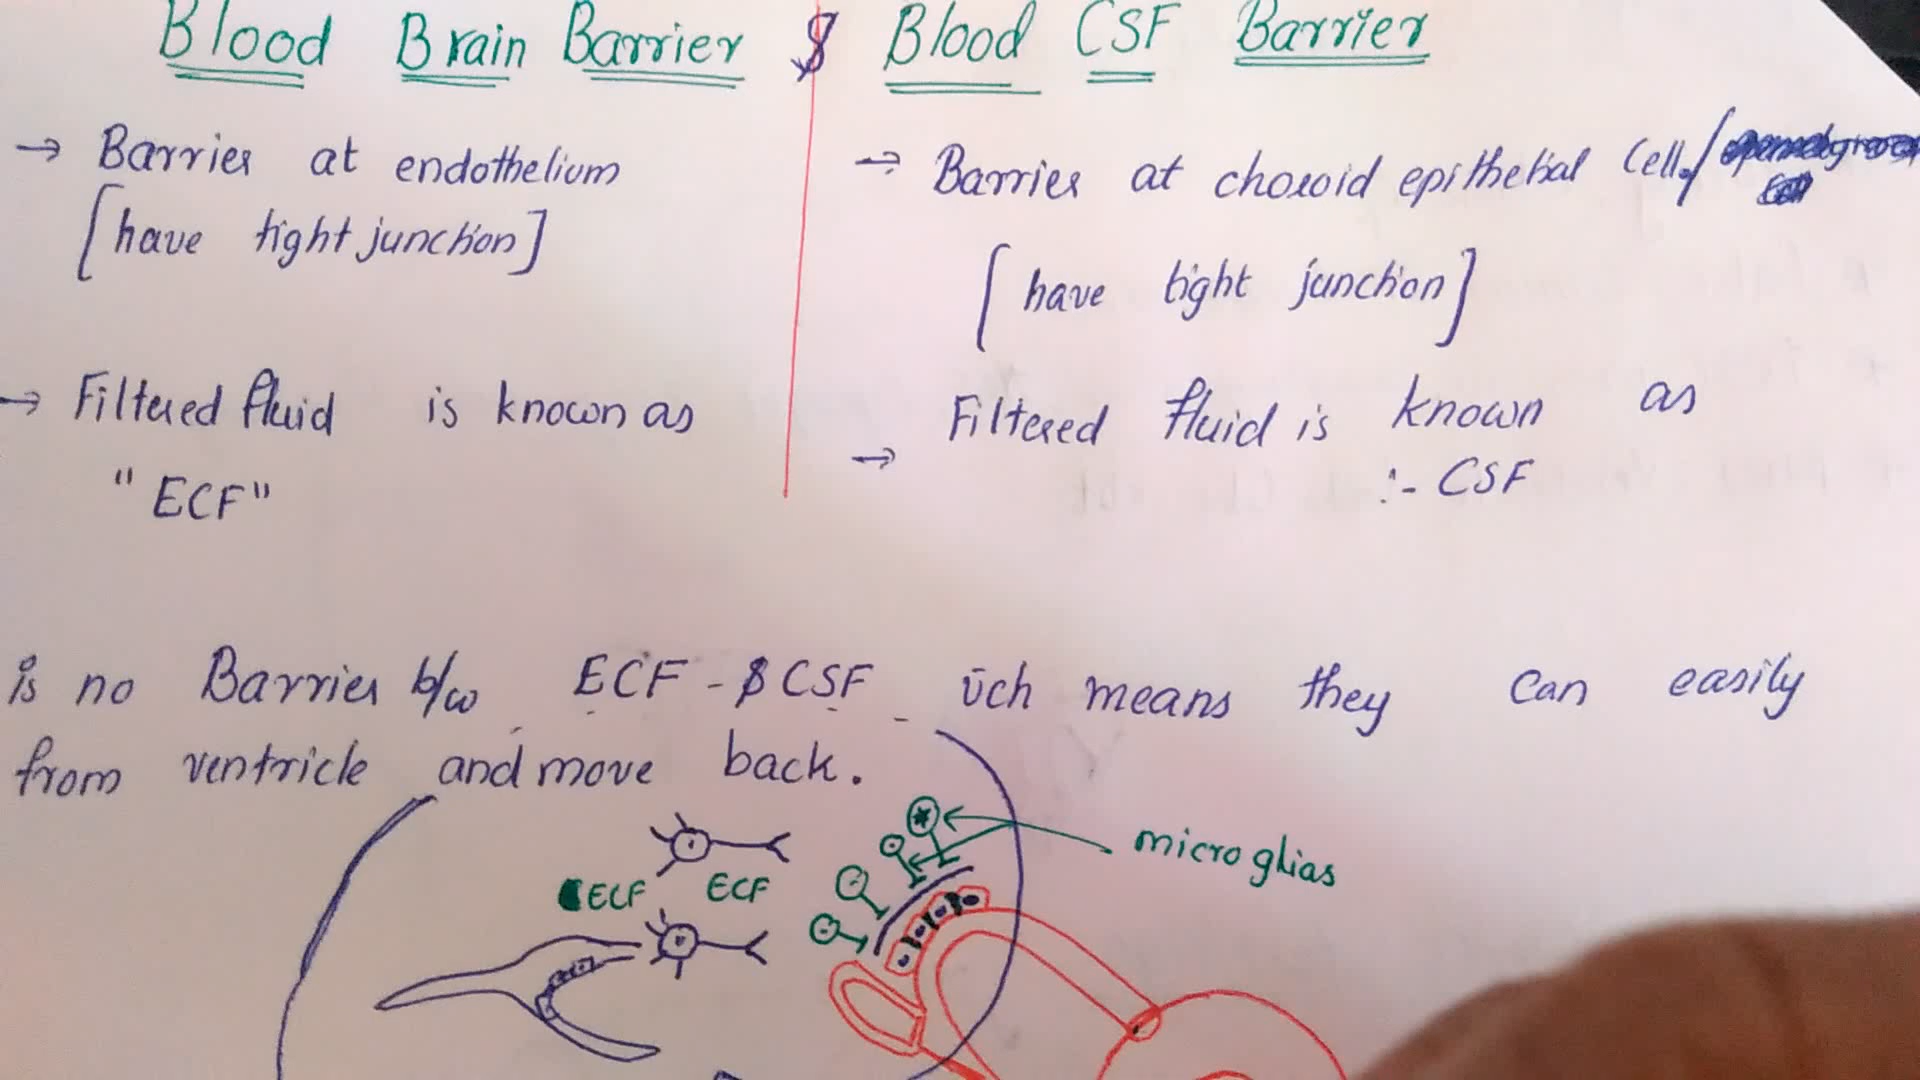 Blood Brain Barrier $ Blood CSF Barrier
→ Barrier at endothelium
[have tight junction]
→ Filtered fluid is known as
"ECF"
→ Barrier at choroid epithelial Cell./
[have tight junction]
→ Filtered fluid is known as
:- CSF
is no Barrier b/w ECF - $ CSF means they can easily
from ventricle and move back.
microglias
ECF ECF